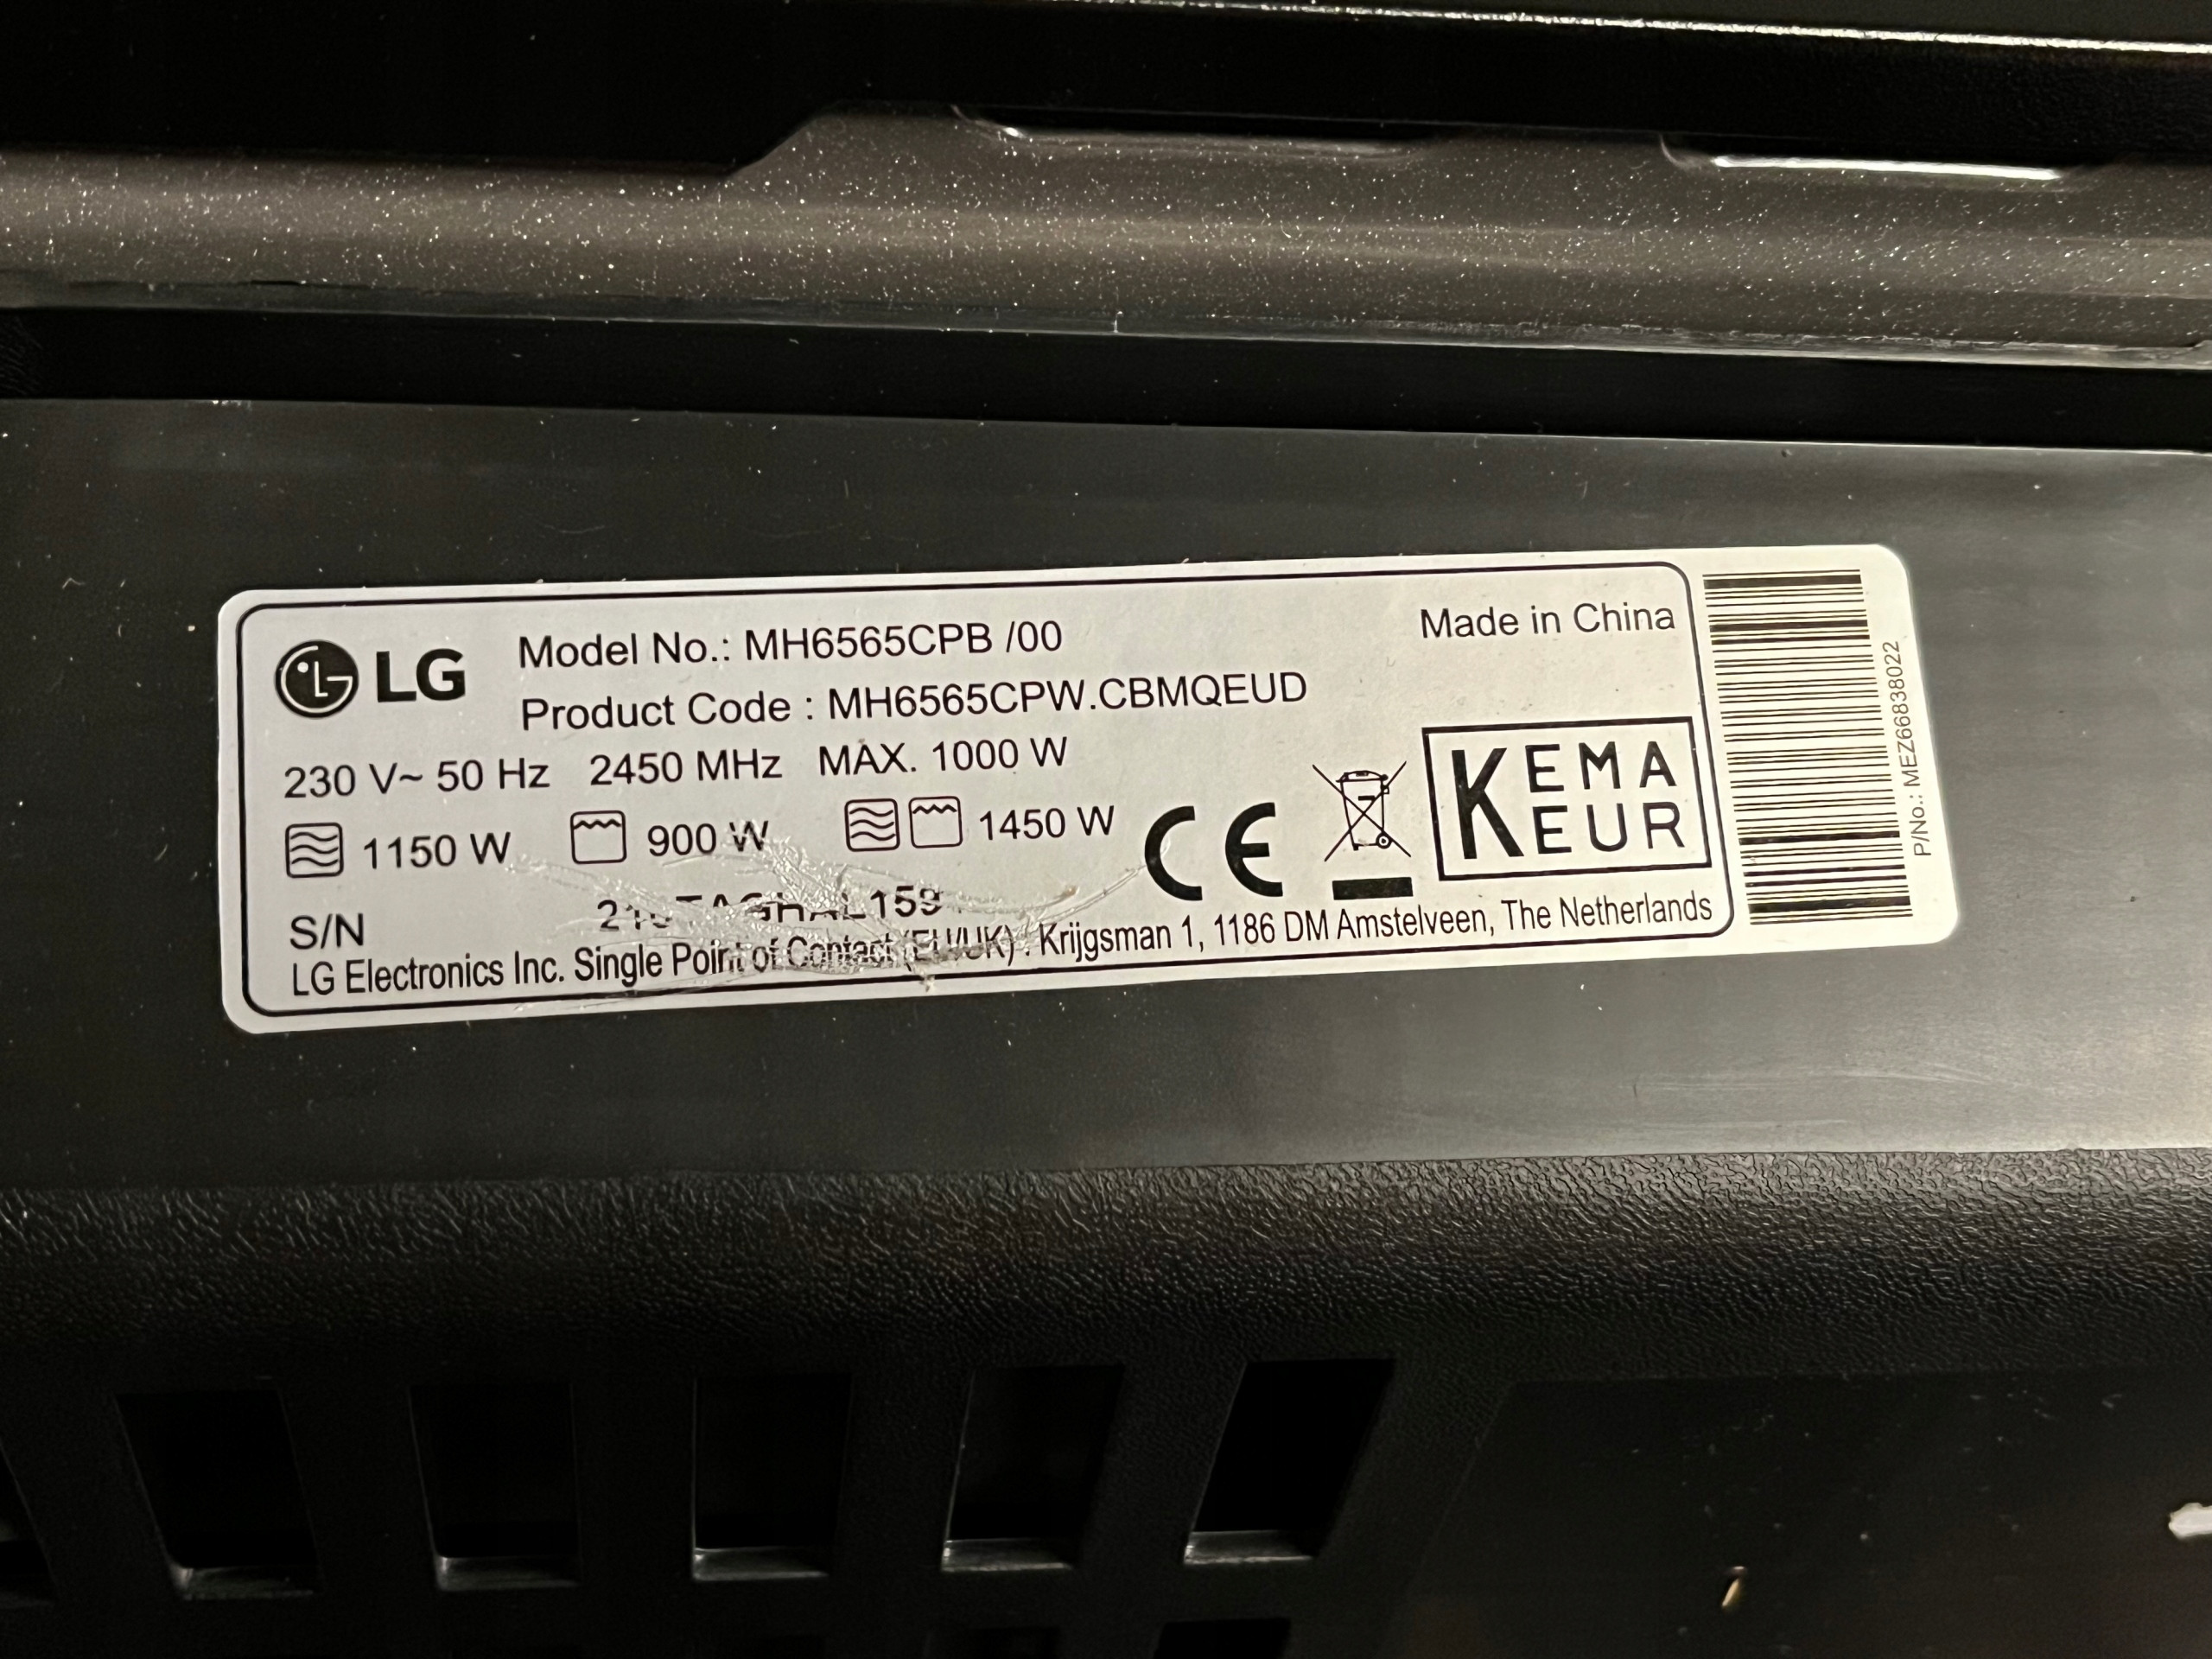 LG
Model No.: MH6565CPB /00
Made in China
Product Code : MH6565CPW.CBMQEUD
230 V~ 50 Hz 2450 MHz MAX. 1000 W
1150 W 900 W 1450 W
CE
KEMA
KEUR
S/N
LG Electronics Inc. Single Point of Contact (EU/UK) : Krijgsman 1, 1186 DM Amstelveen, The Netherlands
P/No.: MEZ66838022